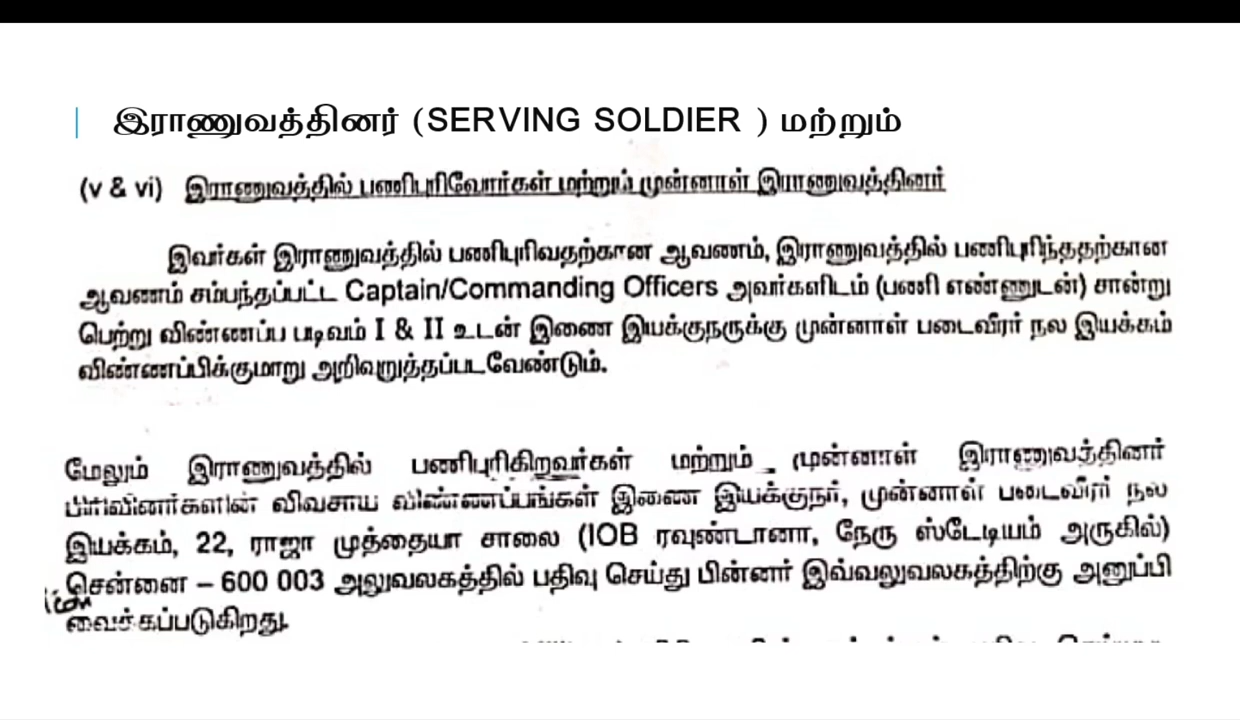 இராணுவத்தினர் (SERVING SOLDIER ) மற்றும்
(v & vi) இராணுவத்தில் பணிபுரிவோர்கள் மற்றும் முன்னாள் இராணுவத்தினர்
இவர்கள் இராணுவத்தில் பணிபுரிவதற்கான ஆவணம், இராணுவத்தில் பணிபுரிந்ததற்கான
ஆவணம் சம்பந்தப்பட்ட Captain/Commanding Officers அவர்களிடம் (பணி எண்ணுடன்) சான்று
பெற்று விண்ணப்ப படிவம் I & II உடன் இணை இயக்குநருக்கு முன்னாள் படைவீரர் நல இயக்கம்
விண்ணப்பிக்குமாறு அறிவுறுத்தப்படவேண்டும்.
மேலும் இராணுவத்தில் பணிபுரிகிறவர்கள் மற்றும் முன்னாள் இராணுவத்தினர்
பிரிவினர்களின் விவசாய விண்ணப்பங்கள் இணை இயக்குநர், முன்னாள் படைவீரர் நல
இயக்கம், 22, ராஜா முத்தையா சாலை (IOB ரவுண்டானா, நேரு ஸ்டேடியம் அருகில்)
சென்னை – 600 003 அலுவலகத்தில் பதிவு செய்து பின்னர் இவ்வலுவலகத்திற்கு அனுப்பி
வைக்கப்படுகிறது.